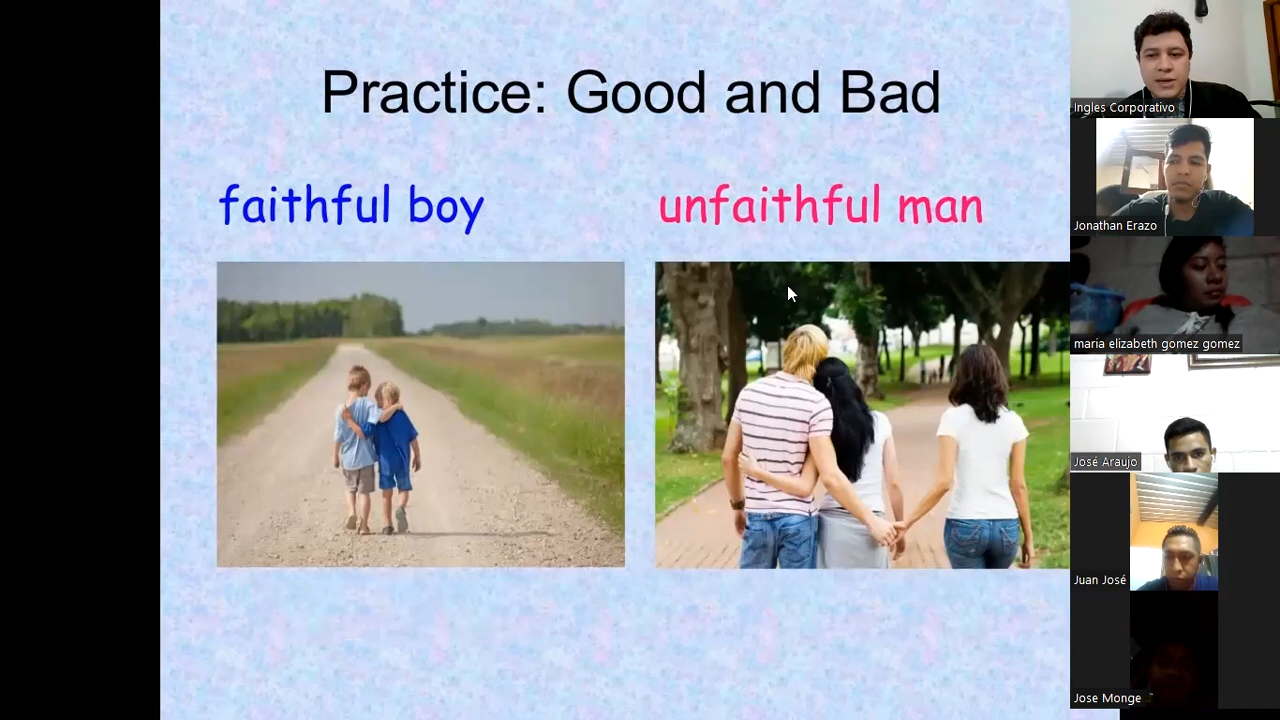 Practice: Good and Bad
faithful boy
unfaithful man
Ingles Corporativo
Jonathan Erazo
maria elizabeth gomez gomez
José Araujo
Juan José
Jose Monge